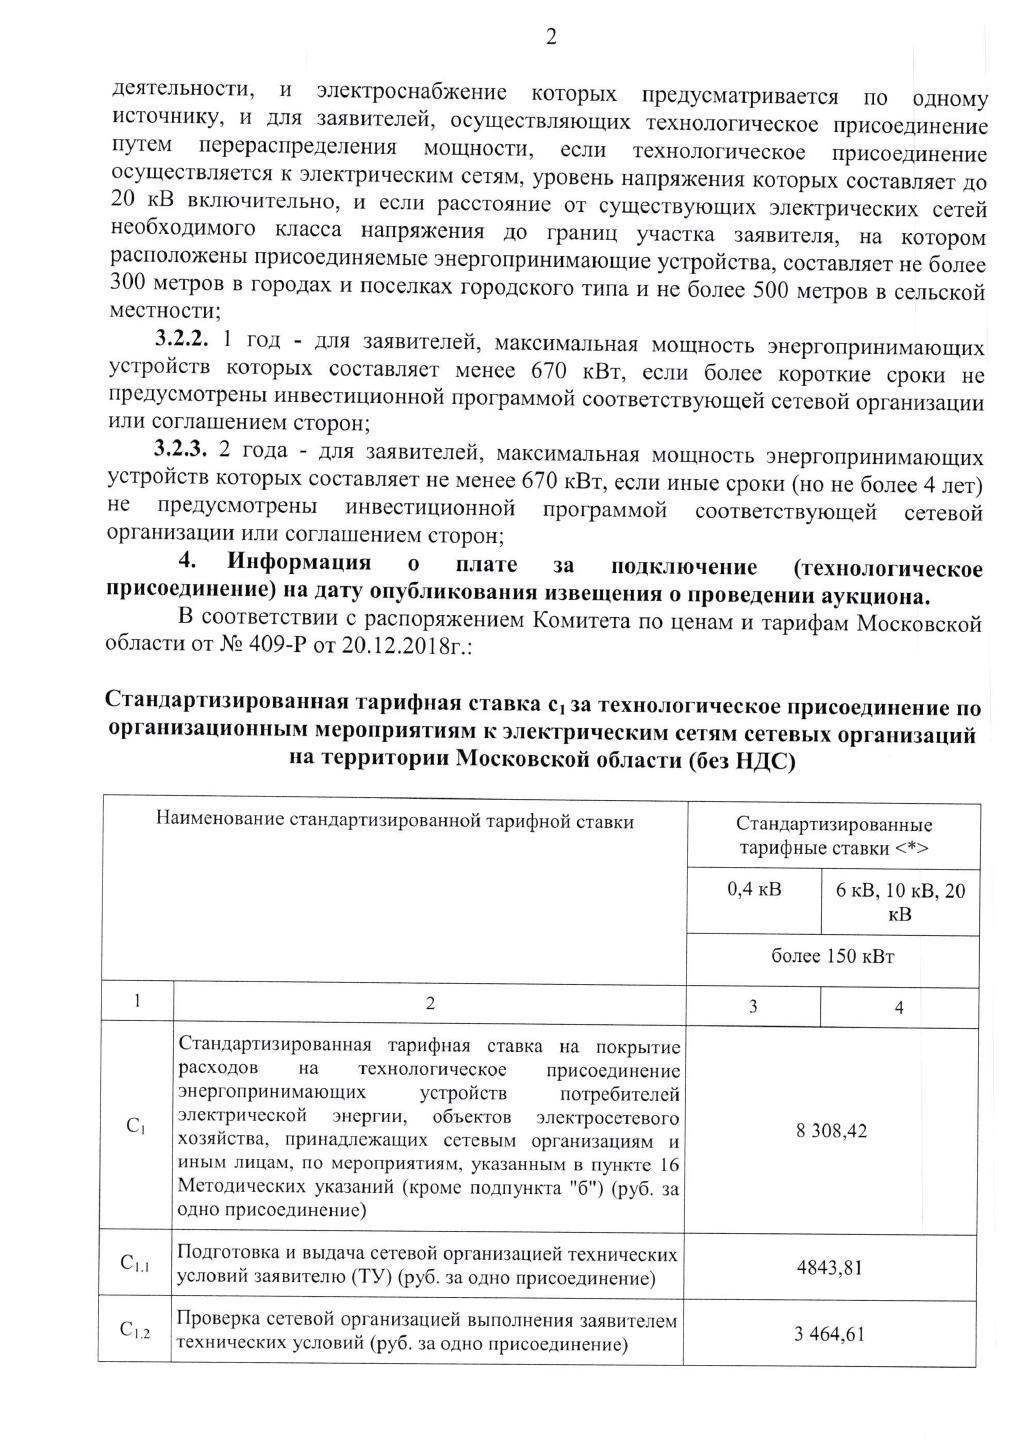 2
деятельности, и электроснабжение которых предусматривается по одному
источнику, и для заявителей, осуществляющих технологическое присоединение
путем перераспределения мощности, если технологическое присоединение
осуществляется к электрическим сетям, уровень напряжения которых составляет до
20 кВ включительно, и если расстояние от существующих электрических сетей
необходимого класса напряжения до границ участка заявителя, на котором
расположены присоединяемые энергопринимающие устройства, составляет не более
300 метров в городах и поселках городского типа и не более 500 метров в сельской
местности;
3.2.2. 1 год - для заявителей, максимальная мощность энергопринимающих
устройств которых составляет менее 670 кВт, если более короткие сроки не
предусмотрены инвестиционной программой соответствующей сетевой организации
или соглашением сторон;
3.2.3. 2 года - для заявителей, максимальная мощность энергопринимающих
устройств которых составляет не менее 670 кВт, если иные сроки (но не более 4 лет)
не предусмотрены инвестиционной программой соответствующей сетевой
организации или соглашением сторон;
4. Информация о плате за подключение (технологическое
присоединение) на дату опубликования извещения о проведении аукциона.
В соответствии с распоряжением Комитета по ценам и тарифам Московской
области от № 409-Р от 20.12.2018г.:
Стандартизированная тарифная ставка с₁ за технологическое присоединение по
организационным мероприятиям к электрическим сетям сетевых организаций
на территории Московской области (без НДС)
Наименование стандартизированной тарифной ставки
Стандартизированные
тарифные ставки <*>
0,4 кВ
6 кВ, 10 кВ, 20
кВ
более 150 кВт
1
2
3
4
С₁
Стандартизированная тарифная ставка на покрытие
расходов на технологическое присоединение
энергопринимающих устройств потребителей
электрической энергии, объектов электросетевого
хозяйства, принадлежащих сетевым организациям и
иным лицам, по мероприятиям, указанным в пункте 16
Методических указаний (кроме подпункта "б") (руб. за
одно присоединение)
8 308,42
С₁.₁
Подготовка и выдача сетевой организацией технических
условий заявителю (ТУ) (руб. за одно присоединение)
4843,81
С₁.₂
Проверка сетевой организацией выполнения заявителем
технических условий (руб. за одно присоединение)
3 464,61